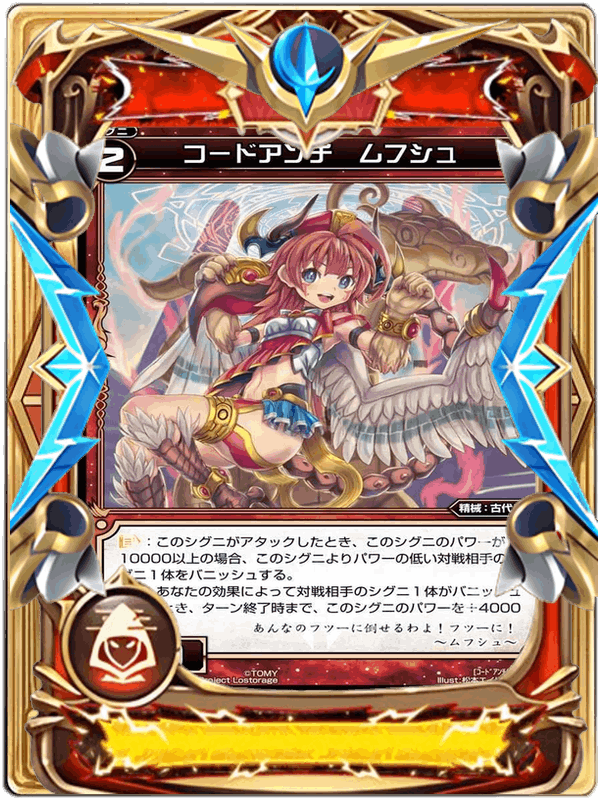 2
コードアンチ ムフシュ
精械：古代
：このシグニがアタックしたとき、このシグニのパワーが
10000以上の場合、このシグニよりパワーの低い対戦相手の
グニ1体をバニッシュする。
あなたの効果によって対戦相手のシグニ1体がバニッシュ
とき、ターン終了時まで、このシグニのパワーを＋4000
あんなのフツーに倒せるわよ！フツーに！
～ムフシュ～
©TOMY
roject Lostorage
Illust: